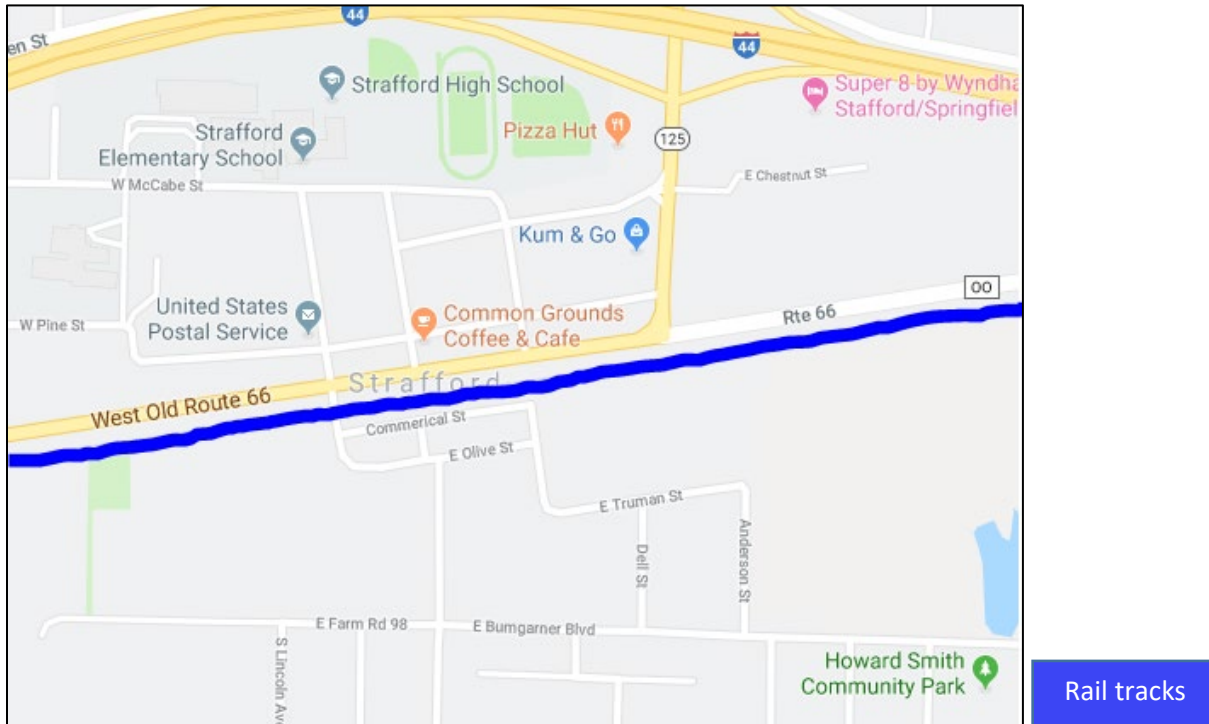 44
en St
44
Strafford High School
Super 8 by Wyndha
Stafford/Springfiel
Pizza Hut
125
Strafford
Elementary School
W McCabe St
E Chestnut St
Kum & Go
OO
United States
Postal Service
Common Grounds
Coffee & Cafe
Rte 66
W Pine St
Strafford
West Old Route 66
Commerical St
E Olive St
E Truman St
Dell St
Anderson St
E Farm Rd 98
E Bumgarner Blvd
S Lincoln Ave
Howard Smith
Community Park
Rail tracks